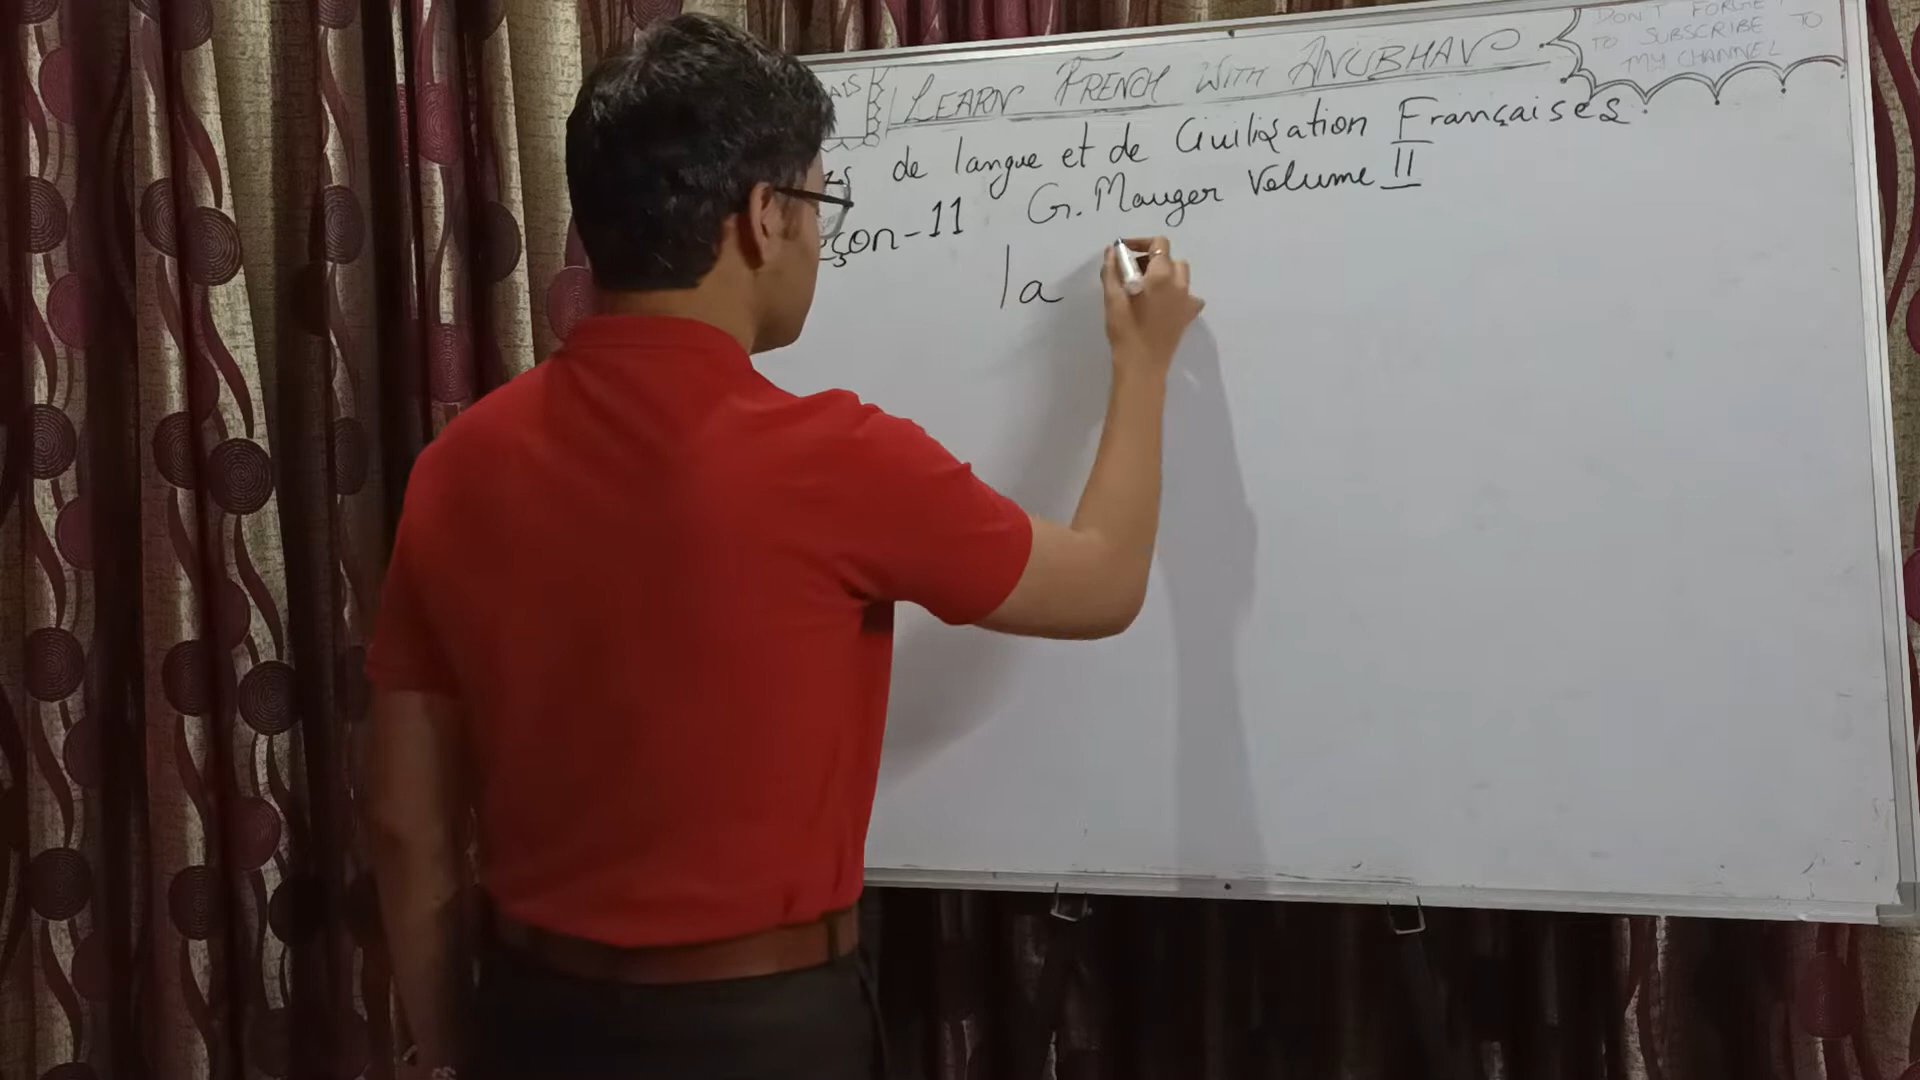 LEARN FRENCH WITH ANUBHAV
DON'T FORGET
TO SUBSCRIBE TO
MY CHANNEL
de langue et de Civilisation Françaises.
G. Mauger Volume II
çon-11
la